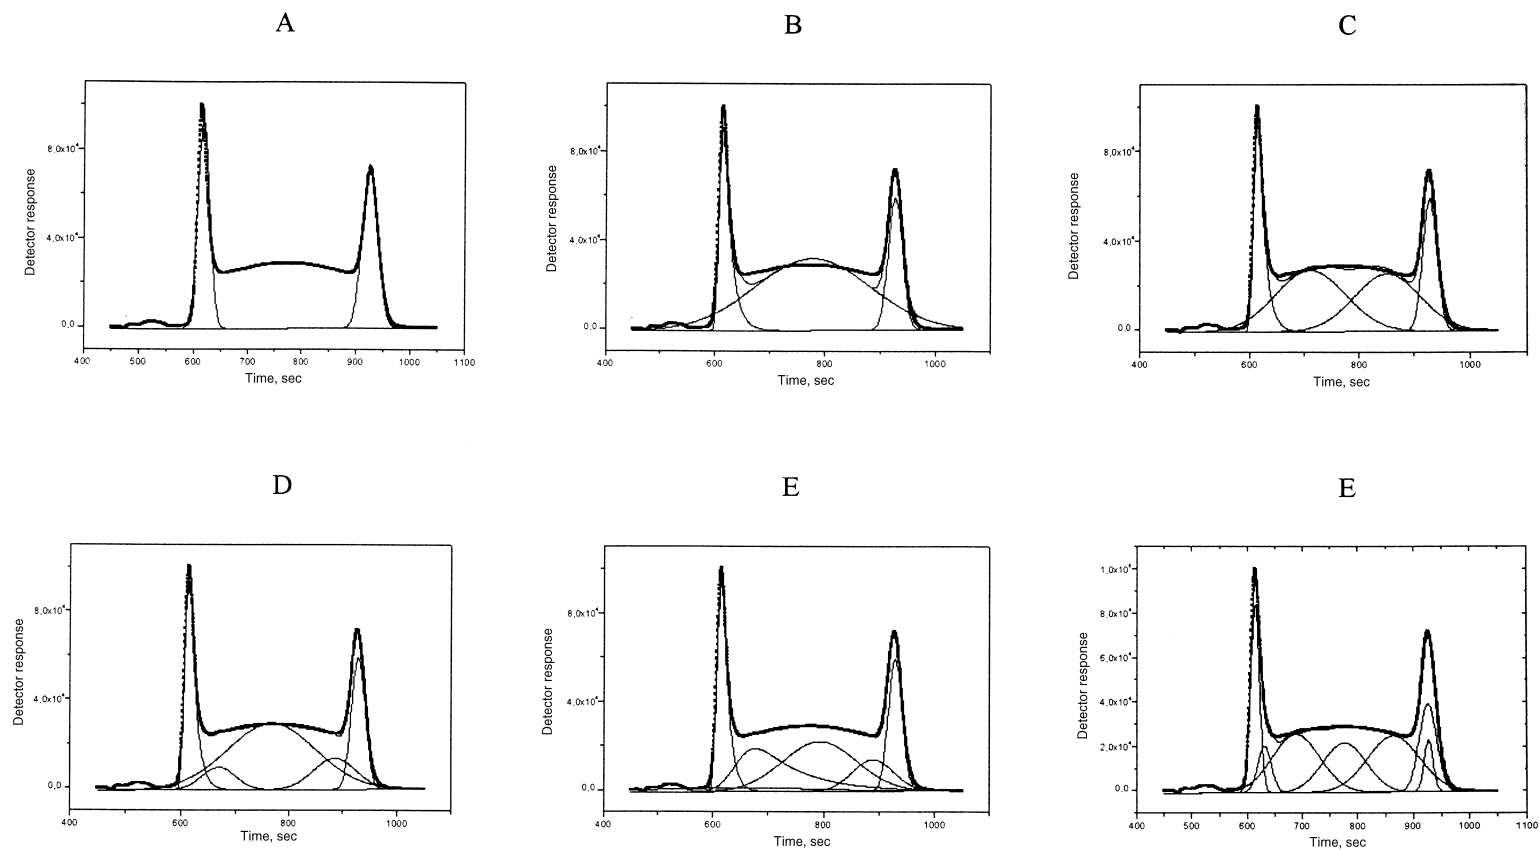 A
B
C
Detector response
8,0x10⁴
4,0x10⁴
0,0
400
500
600
700
800
900
1000
1100
Time, sec
Detector response
8,0x10⁴
4,0x10⁴
0,0
400
600
800
1000
Time, sec
Detector response
8,0x10⁴
4,0x10⁴
0,0
400
600
800
1000
Time, sec
D
E
E
Detector response
8,0x10⁴
4,0x10⁴
0,0
400
600
800
1000
Time, sec
Detector response
8,0x10⁴
4,0x10⁴
0,0
400
600
800
1000
Time, sec
Detector response
1,0x10⁵
8,0x10⁴
6,0x10⁴
4,0x10⁴
2,0x10⁴
0,0
400
500
600
700
800
900
1000
1100
Time, sec